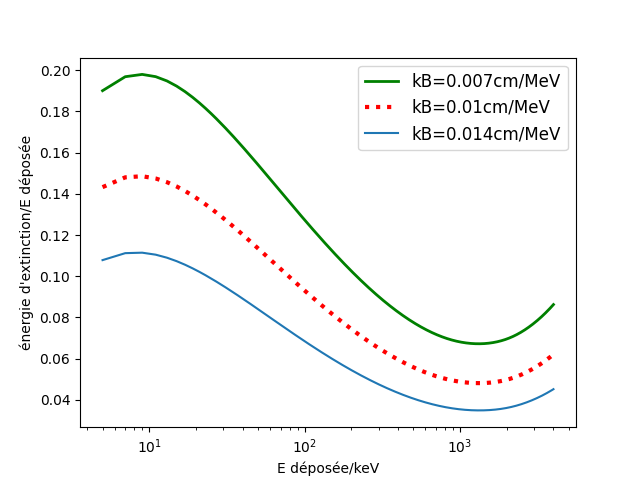 kB=0.007cm/MeV
kB=0.01cm/MeV
kB=0.014cm/MeV
énergie d'extinction/E déposée
0.20
0.18
0.16
0.14
0.12
0.10
0.08
0.06
0.04
10¹
10²
10³
E déposée/keV